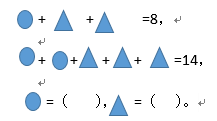 ● + ▲ + ▲ =8，
● + ● + ▲ + ▲ + ▲ =14，
● =（ ），▲ =（ ）。